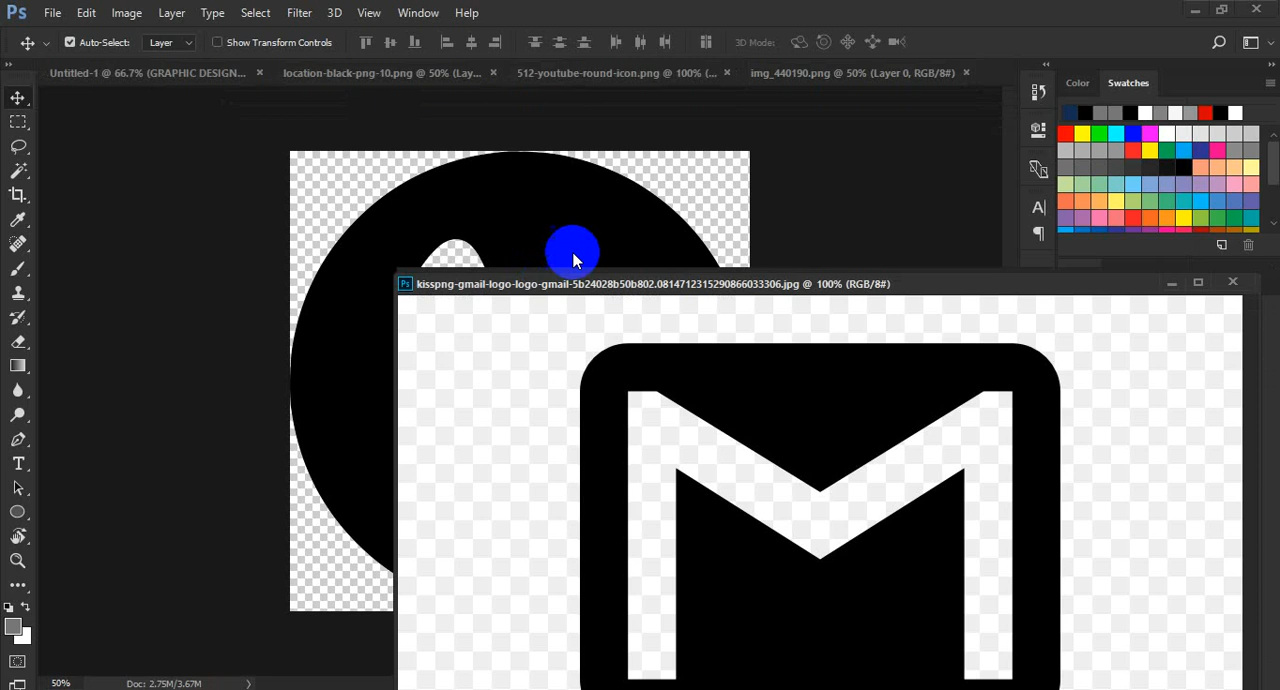 Ps File Edit Image Layer Type Select Filter 3D View Window Help
Auto-Select: Layer Show Transform Controls 3D Mode:
Untitled-1 @ 66.7% (GRAPHIC DESIGN... × location-black-png-10.png @ 50% (Lay... × 512-youtube-round-icon.png @ 100% (... × img_440190.png @ 50% (Layer 0, RGB/8#) ×
Color Swatches
Ps kisspng-gmail-logo-logo-gmail-5b24028b50b802.0814712315290866033306.jpg @ 100% (RGB/8#)
50% Doc: 2.75M/3.67M